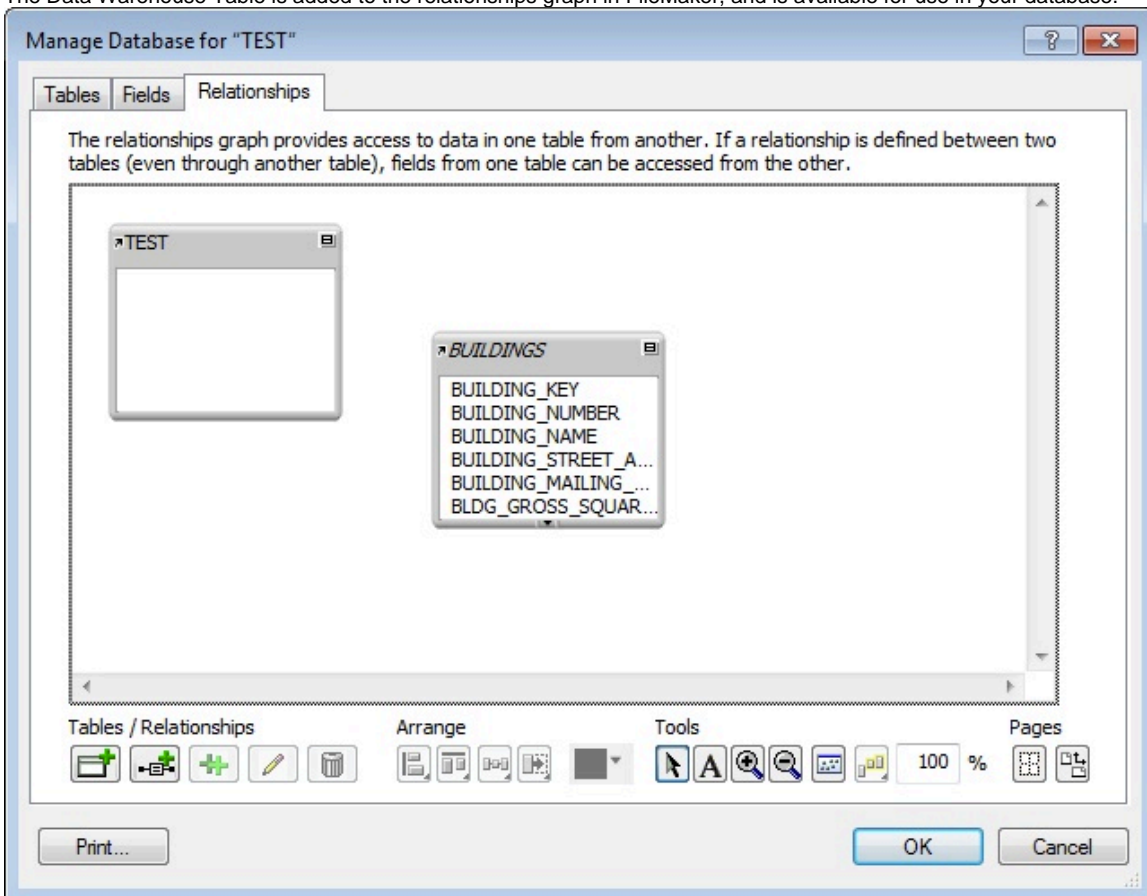 The Data Warehouse Table is added to the relationships graph in FileMaker, and is available for use in your database.
Manage Database for "TEST"
Tables Fields Relationships
The relationships graph provides access to data in one table from another. If a relationship is defined between two
tables (even through another table), fields from one table can be accessed from the other.
TEST
BUILDINGS
BUILDING_KEY
BUILDING_NUMBER
BUILDING_NAME
BUILDING_STREET_A...
BUILDING_MAILING_...
BLDG_GROSS_SQUAR...
Tables / Relationships Arrange Tools Pages
A 100 %
Print... OK Cancel